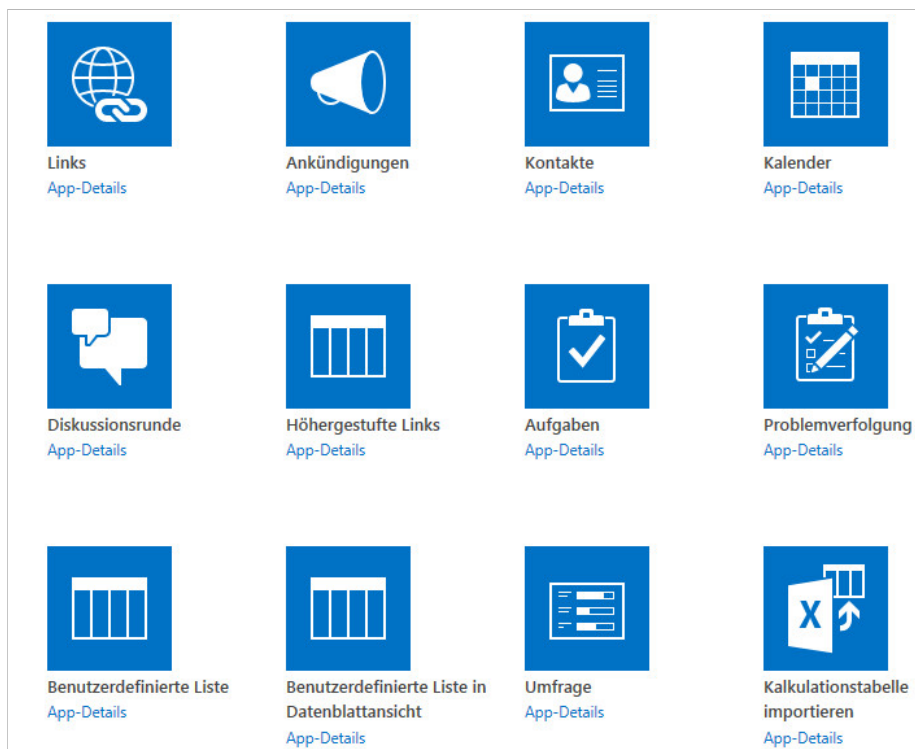 Links
App-Details
Ankündigungen
App-Details
Kontakte
App-Details
Kalender
App-Details
Diskussionsrunde
App-Details
Höhergestufte Links
App-Details
Aufgaben
App-Details
Problemverfolgung
App-Details
Benutzerdefinierte Liste
App-Details
Benutzerdefinierte Liste in
Datenblattansicht
App-Details
Umfrage
App-Details
X
Kalkulationstabelle
importieren
App-Details